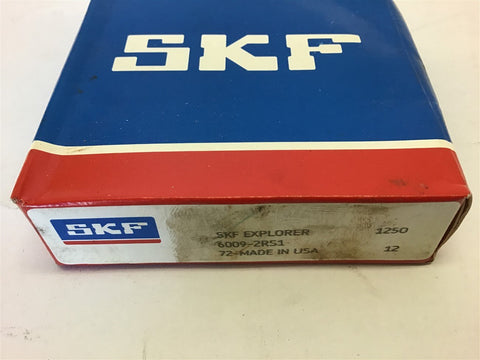 SKF
SKF
SKF EXPLORER 1250
6009-2RS1
72-MADE IN USA 12